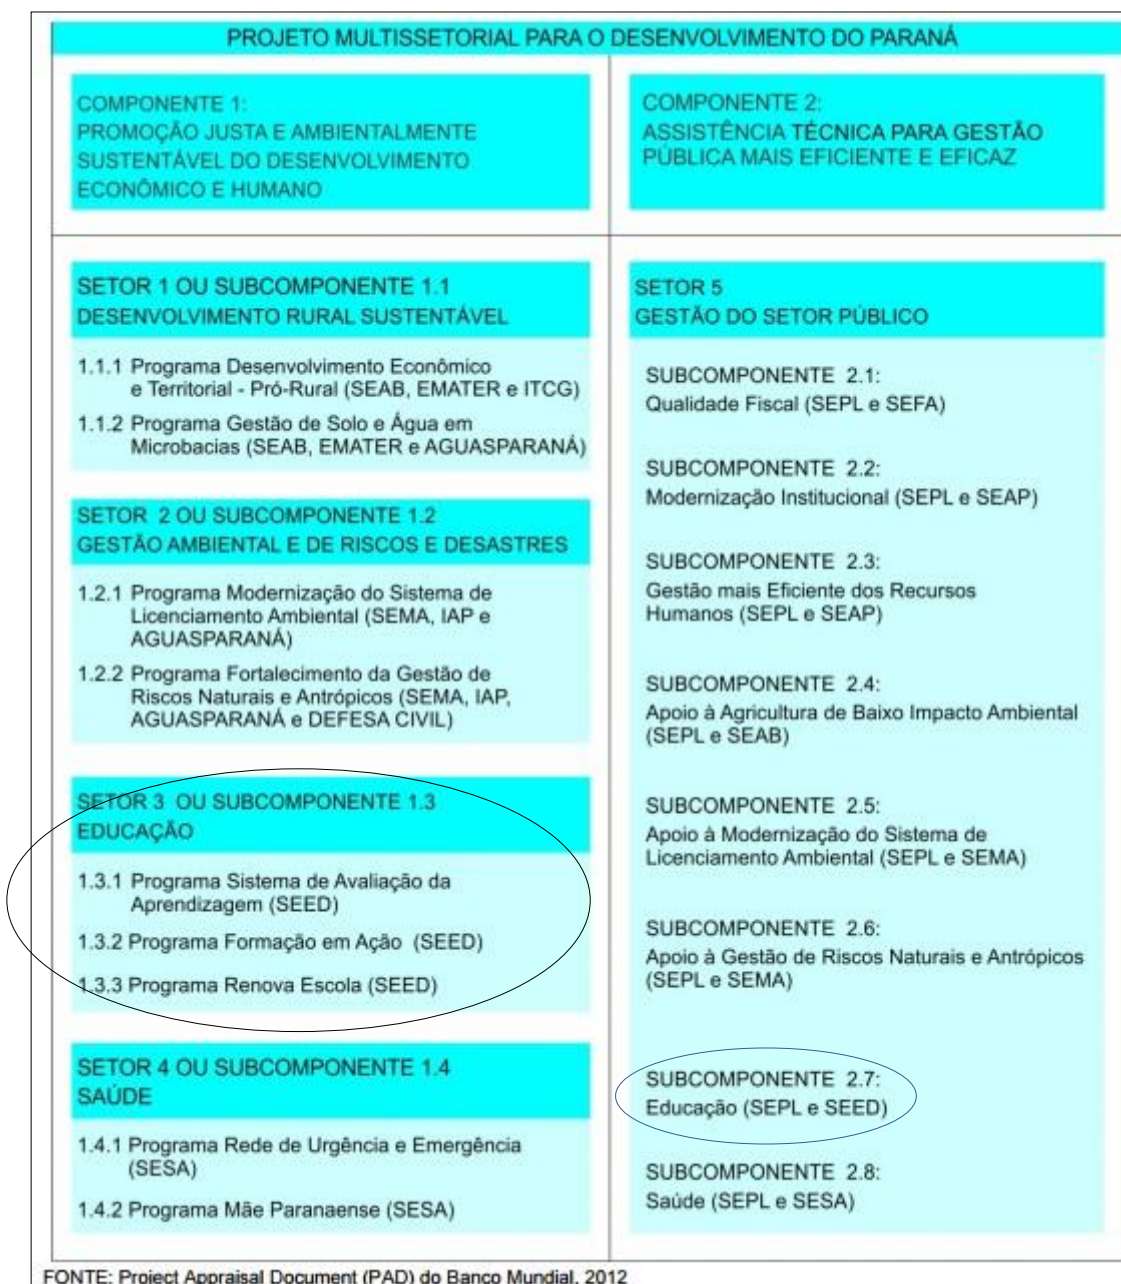 PROJETO MULTISSETORIAL PARA O DESENVOLVIMENTO DO PARANÁ
COMPONENTE 1:
PROMOÇÃO JUSTA E AMBIENTALMENTE
SUSTENTÁVEL DO DESENVOLVIMENTO
ECONÔMICO E HUMANO
COMPONENTE 2:
ASSISTÊNCIA TÉCNICA PARA GESTÃO
PÚBLICA MAIS EFICIENTE E EFICAZ
SETOR 1 OU SUBCOMPONENTE 1.1
DESENVOLVIMENTO RURAL SUSTENTÁVEL
1.1.1 Programa Desenvolvimento Econômico
e Territorial - Pró-Rural (SEAB, EMATER e ITCG)
1.1.2 Programa Gestão de Solo e Água em
Microbacias (SEAB, EMATER e AGUASPARANÁ)
SETOR 2 OU SUBCOMPONENTE 1.2
GESTÃO AMBIENTAL E DE RISCOS E DESASTRES
1.2.1 Programa Modernização do Sistema de
Licenciamento Ambiental (SEMA, IAP e
AGUASPARANÁ)
1.2.2 Programa Fortalecimento da Gestão de
Riscos Naturais e Antrópicos (SEMA, IAP,
AGUASPARANÁ e DEFESA CIVIL)
SETOR 3 OU SUBCOMPONENTE 1.3
EDUCAÇÃO
1.3.1 Programa Sistema de Avaliação da
Aprendizagem (SEED)
1.3.2 Programa Formação em Ação (SEED)
1.3.3 Programa Renova Escola (SEED)
SETOR 4 OU SUBCOMPONENTE 1.4
SAÚDE
1.4.1 Programa Rede de Urgência e Emergência
(SESA)
1.4.2 Programa Mãe Paranaense (SESA)
SETOR 5
GESTÃO DO SETOR PÚBLICO
SUBCOMPONENTE 2.1:
Qualidade Fiscal (SEPL e SEFA)
SUBCOMPONENTE 2.2:
Modernização Institucional (SEPL e SEAP)
SUBCOMPONENTE 2.3:
Gestão mais Eficiente dos Recursos
Humanos (SEPL e SEAP)
SUBCOMPONENTE 2.4:
Apoio à Agricultura de Baixo Impacto Ambiental
(SEPL e SEAB)
SUBCOMPONENTE 2.5:
Apoio à Modernização do Sistema de
Licenciamento Ambiental (SEPL e SEMA)
SUBCOMPONENTE 2.6:
Apoio à Gestão de Riscos Naturais e Antrópicos
(SEPL e SEMA)
SUBCOMPONENTE 2.7:
Educação (SEPL e SEED)
SUBCOMPONENTE 2.8:
Saúde (SEPL e SESA)
FONTE: Project Appraisal Document (PAD) do Banco Mundial, 2012